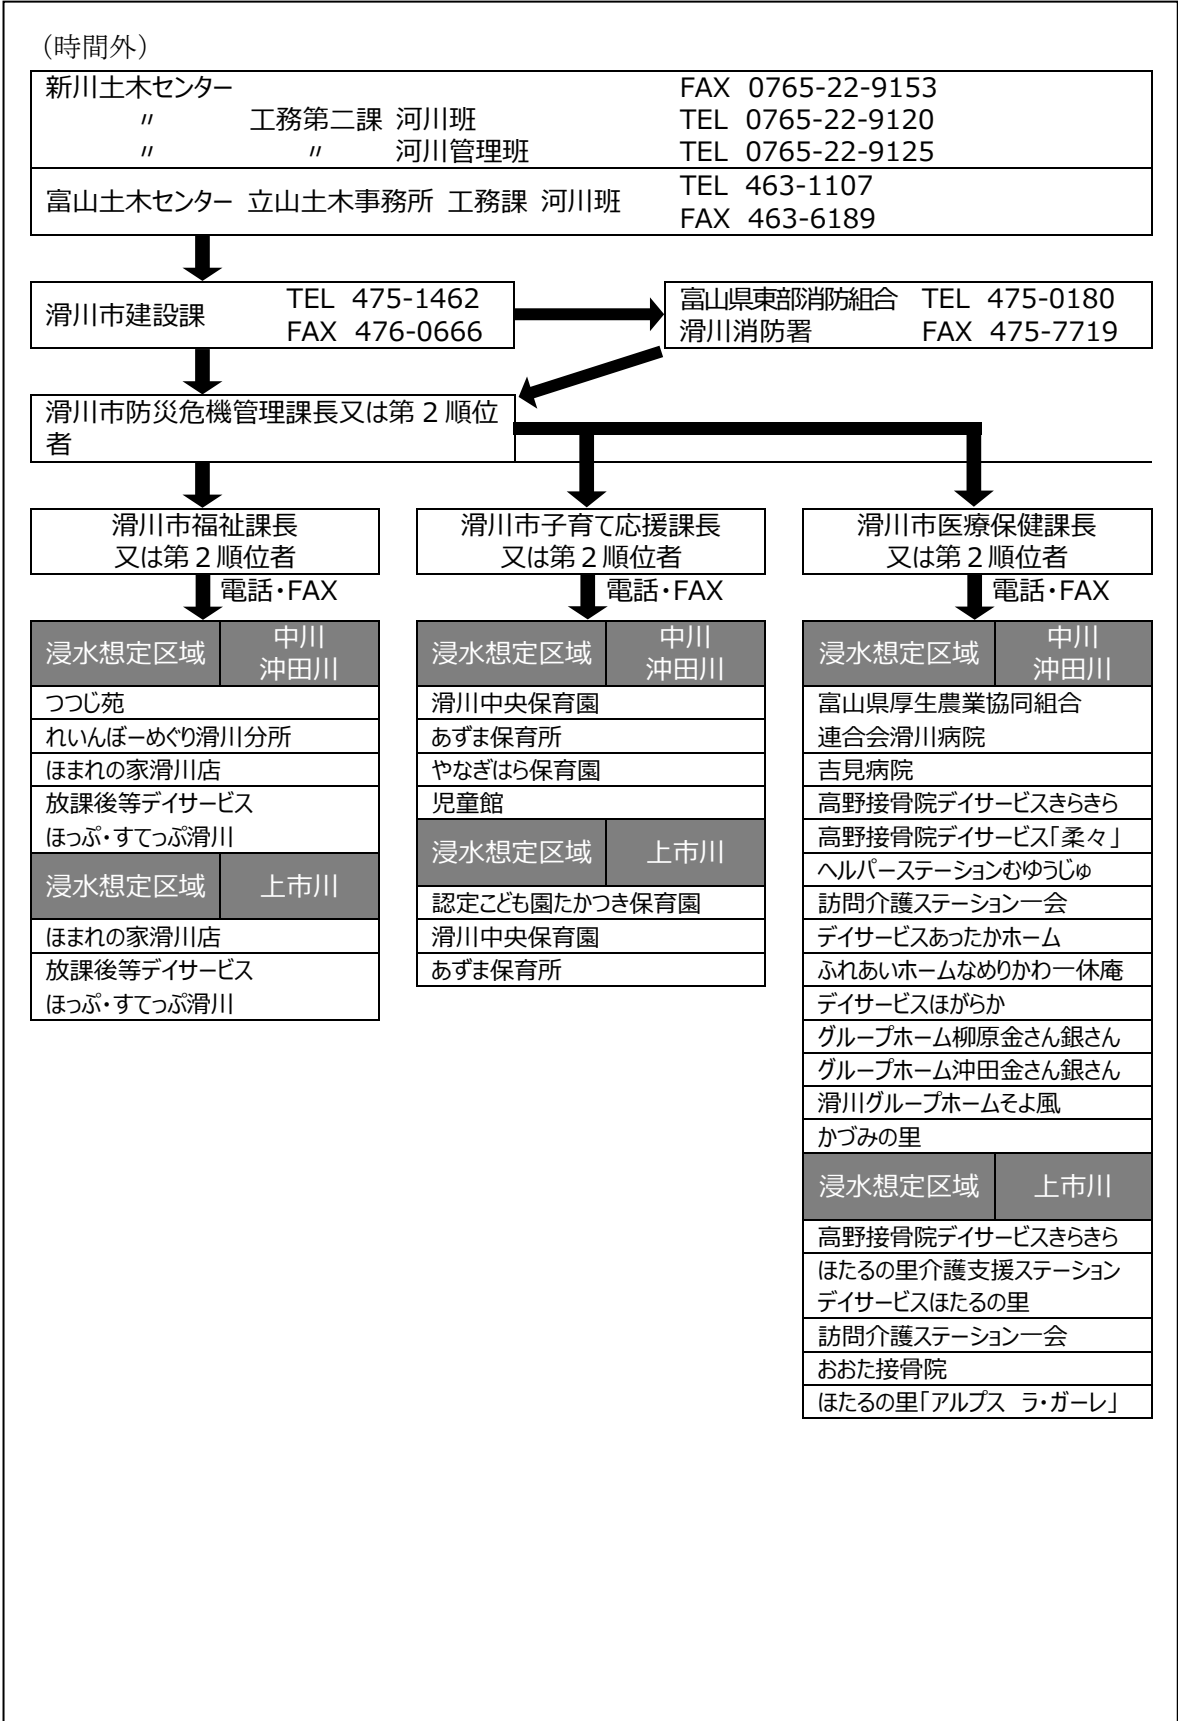 （時間外）
新川土木センター FAX 0765-22-9153
〃 工務第二課 河川班 TEL 0765-22-9120
〃 〃 河川管理班 TEL 0765-22-9125
富山土木センター 立山土木事務所 工務課 河川班 TEL 463-1107
FAX 463-6189
滑川市建設課 TEL 475-1462
FAX 476-0666
富山県東部消防組合 TEL 475-0180
滑川消防署 FAX 475-7719
滑川市防災危機管理課長又は第２順位
者
滑川市福祉課長
又は第２順位者
電話・FAX
浸水想定区域 中川
沖田川
つつじ苑
れいんぼーめぐり滑川分所
ほまれの家滑川店
放課後等デイサービス
ほっぷ・すてっぷ滑川
浸水想定区域 上市川
ほまれの家滑川店
放課後等デイサービス
ほっぷ・すてっぷ滑川
滑川市子育て応援課長
又は第２順位者
電話・FAX
浸水想定区域 中川
沖田川
滑川中央保育園
あずま保育所
やなぎはら保育園
児童館
浸水想定区域 上市川
認定こども園たかつき保育園
滑川中央保育園
あずま保育所
滑川市医療保健課長
又は第２順位者
電話・FAX
浸水想定区域 中川
沖田川
富山県厚生農業協同組合
連合会滑川病院
吉見病院
高野接骨院デイサービスきらきら
高野接骨院デイサービス「柔々」
ヘルパーステーションむゆうじゅ
訪問介護ステーション一会
デイサービスあったかホーム
ふれあいホームなめりかわ一休庵
デイサービスほがらか
グループホーム柳原金さん銀さん
グループホーム沖田金さん銀さん
滑川グループホームそよ風
かづみの里
浸水想定区域 上市川
高野接骨院デイサービスきらきら
ほたるの里介護支援ステーション
デイサービスほたるの里
訪問介護ステーション一会
おおた接骨院
ほたるの里「アルプス　ラ・ガーレ」